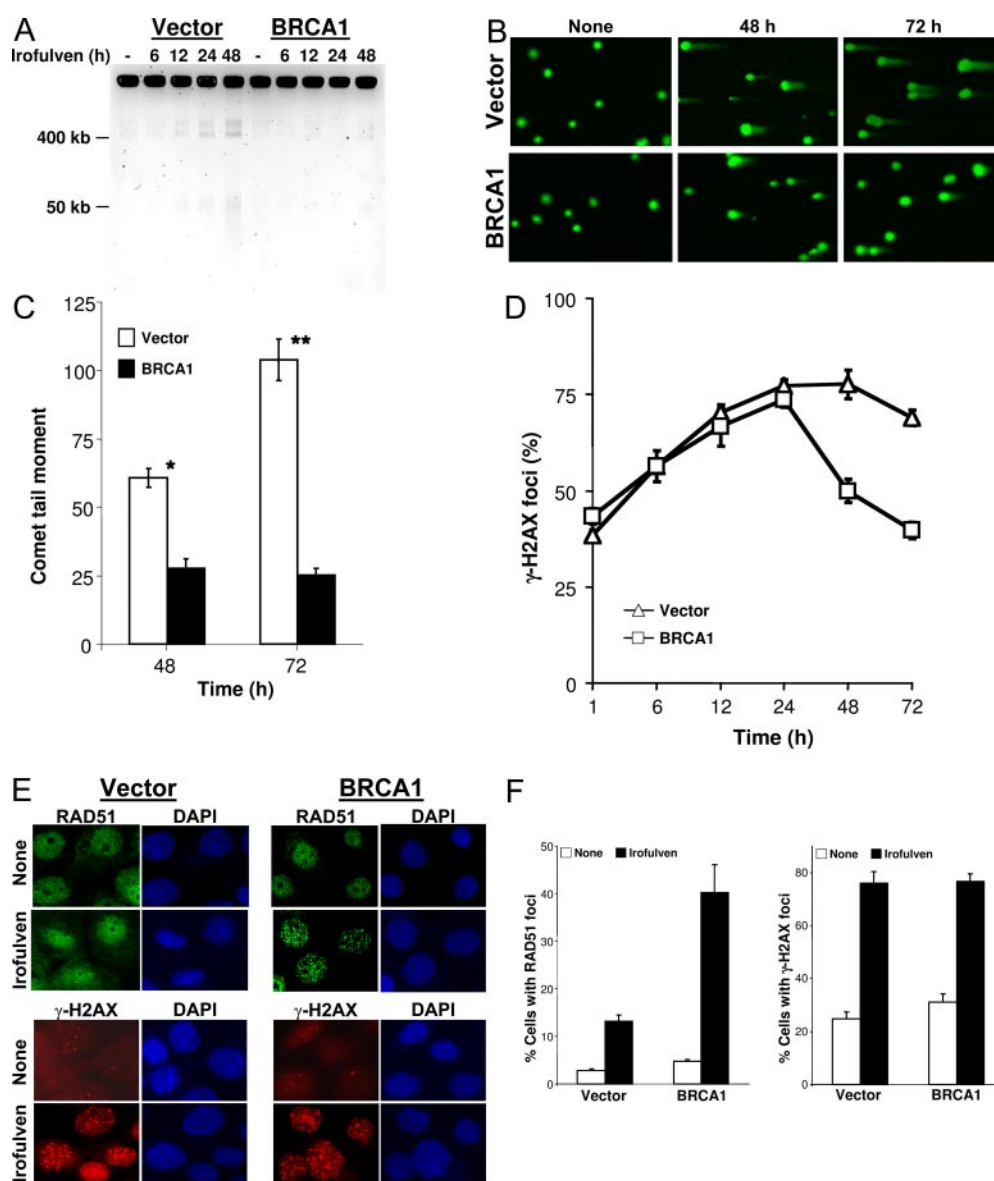 A
Vector BRCA1
Irofulven (h) - 6 12 24 48 - 6 12 24 48
400 kb
50 kb
B
None 48 h 72 h
Vector
BRCA1
C
Comet tail moment
125
100
75
50
25
0
Vector
BRCA1
*
**
48 72
Time (h)
D
γ-H2AX foci (%)
100
75
50
25
0
Vector
BRCA1
1 6 12 24 48 72
Time (h)
E
Vector BRCA1
RAD51 DAPI RAD51 DAPI
None
Irofulven
γ-H2AX DAPI γ-H2AX DAPI
None
Irofulven
F
% Cells with RAD51 foci
50
40
30
20
10
0
None Irofulven
Vector BRCA1
% Cells with γ-H2AX foci
80
60
40
20
0
None Irofulven
Vector BRCA1